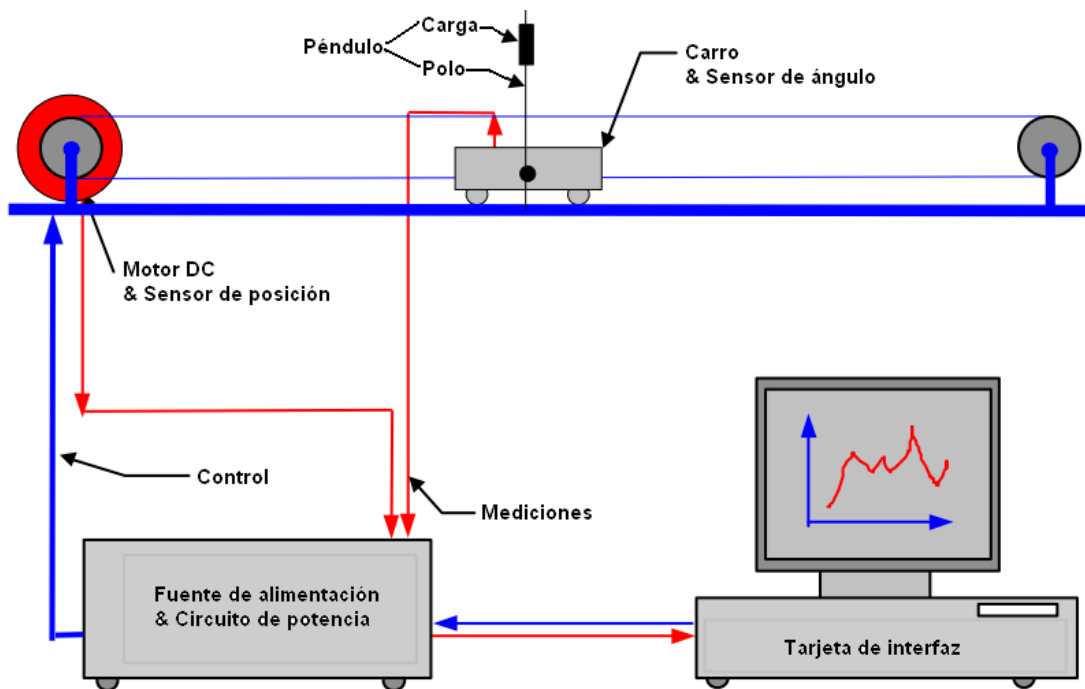 Carga
Péndulo
Polo
Carro
& Sensor de ángulo
Motor DC
& Sensor de posición
Control
Mediciones
Fuente de alimentación
& Circuito de potencia
Tarjeta de interfaz